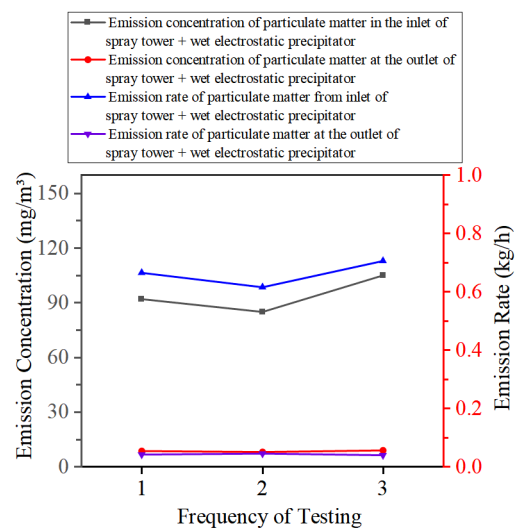 Emission concentration of particulate matter in the inlet of
spray tower + wet electrostatic precipitator
Emission concentration of particulate matter at the outlet of
spray tower + wet electrostatic precipitator
Emission rate of particulate matter from inlet of
spray tower + wet electrostatic precipitator
Emission rate of particulate matter at the outlet of
spray tower + wet electrostatic precipitator
Emission Concentration (mg/m³)
150
120
90
60
30
0
1.0
0.8
0.6
0.4
0.2
0.0
Emission Rate (kg/h)
1 2 3
Frequency of Testing